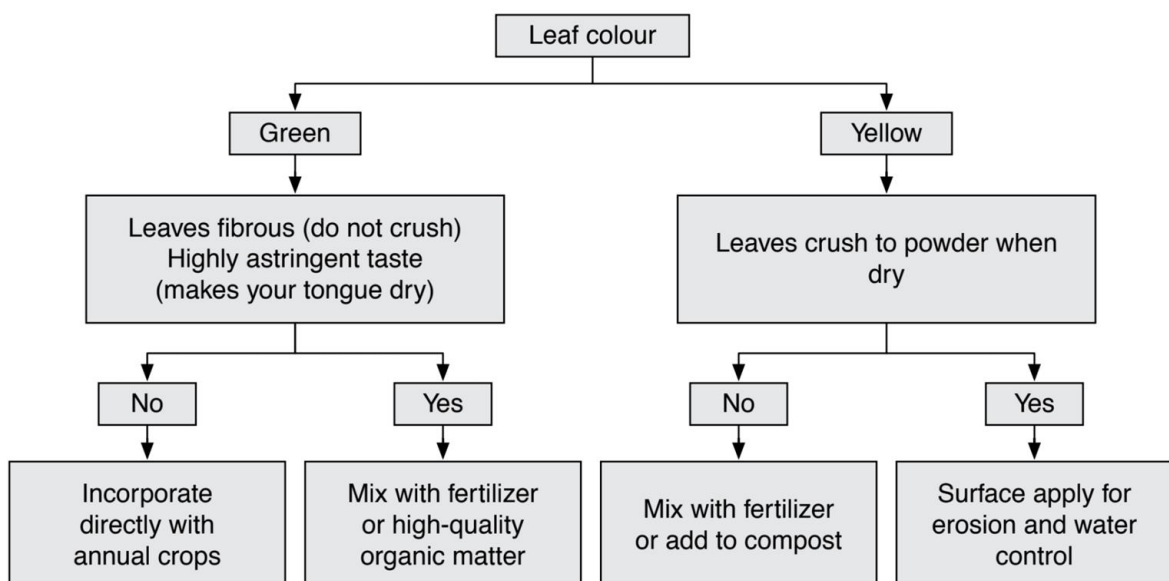 Leaf colour
Green
Yellow
Leaves fibrous (do not crush)
Highly astringent taste
(makes your tongue dry)
Leaves crush to powder when
dry
No
Yes
No
Yes
Incorporate
directly with
annual crops
Mix with fertilizer
or high-quality
organic matter
Mix with fertilizer
or add to compost
Surface apply for
erosion and water
control